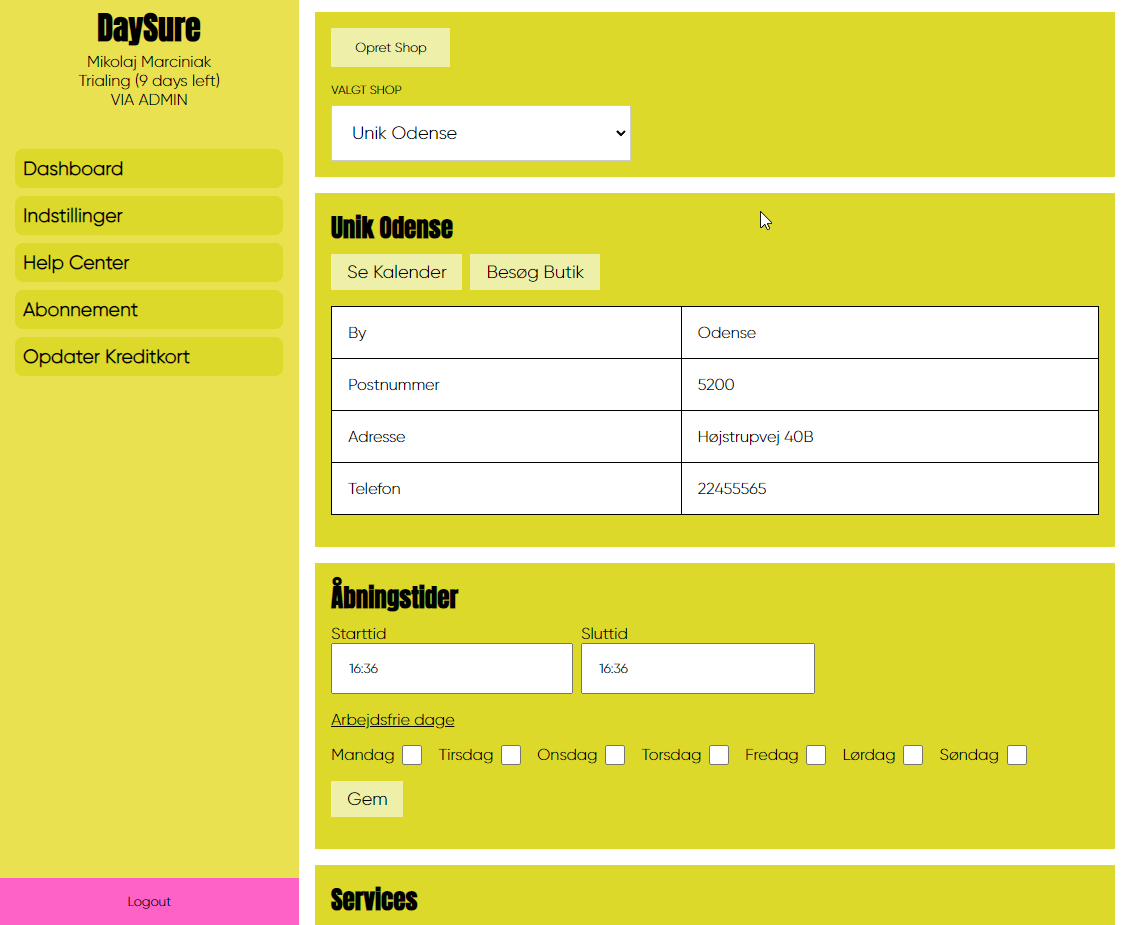 DaySure
Mikolaj Marciniak
Trialing (9 days left)
VIA ADMIN
Dashboard
Indstillinger
Help Center
Abonnement
Opdater Kreditkort
Logout
Opret Shop
VALGT SHOP
Unik Odense
Unik Odense
Se Kalender Besøg Butik
By Odense
Postnummer 5200
Adresse Højstrupvej 40B
Telefon 22455565
Åbningstider
Starttid Sluttid
16:36 16:36
Arbejdsfrie dage
Mandag Tirsdag Onsdag Torsdag Fredag Lørdag Søndag
Gem
Services